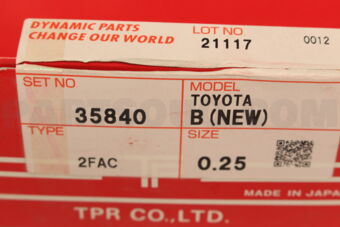 DYNAMIC PARTS
CHANGE OUR WORLD
LOT NO
21117
0012
SET NO
35840
MODEL
TOYOTA
B (NEW)
TYPE
2FAC
SIZE
0.25
MADE IN JAPA
TPR CO.,LTD.